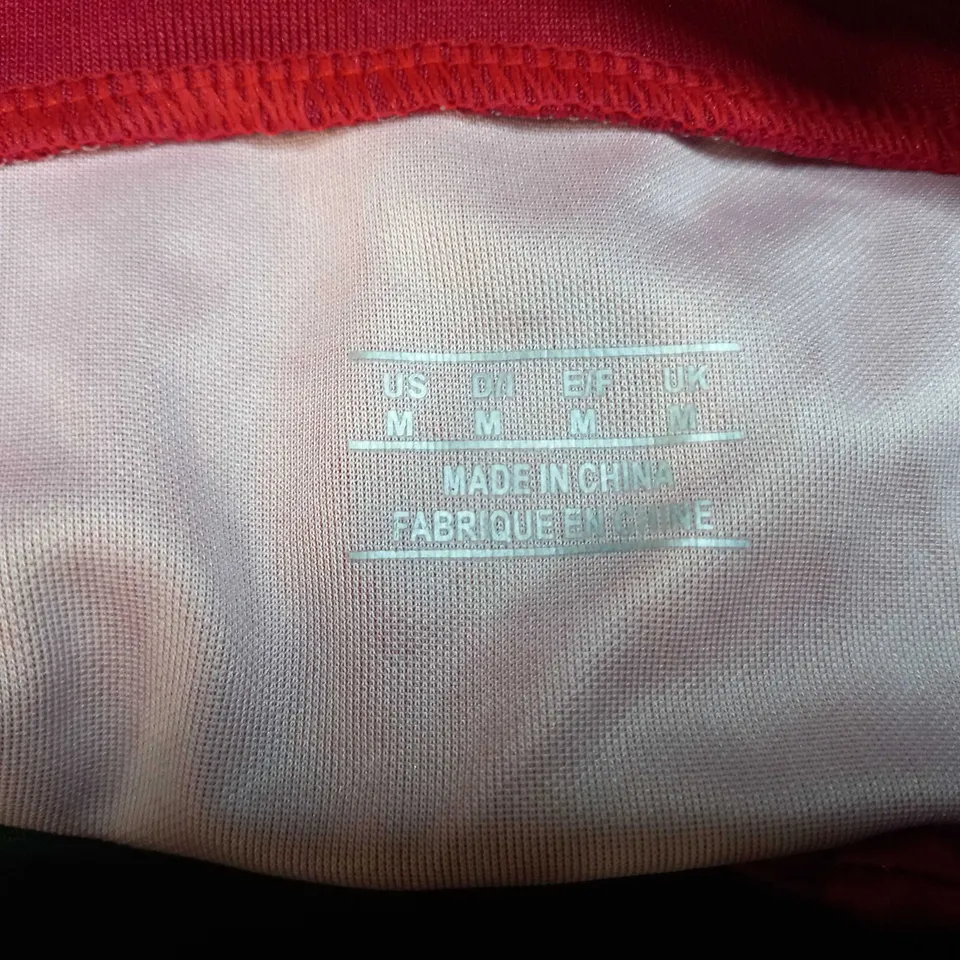 US D/I E/F UK
M M M M
MADE IN CHINA
FABRIQUE EN CHINE